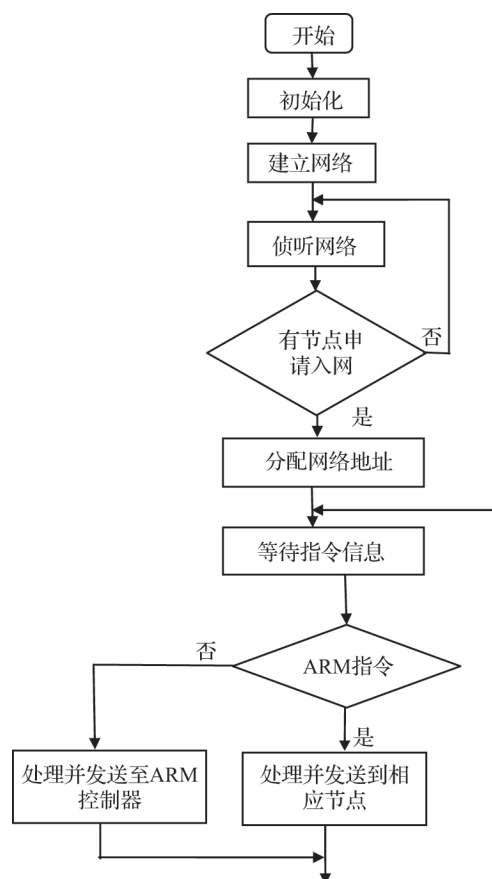 开始
初始化
建立网络
侦听网络
有节点申
请入网
否
是
分配网络地址
等待指令信息
否
ARM指令
是
处理并发送至ARM
控制器
处理并发送到相
应节点